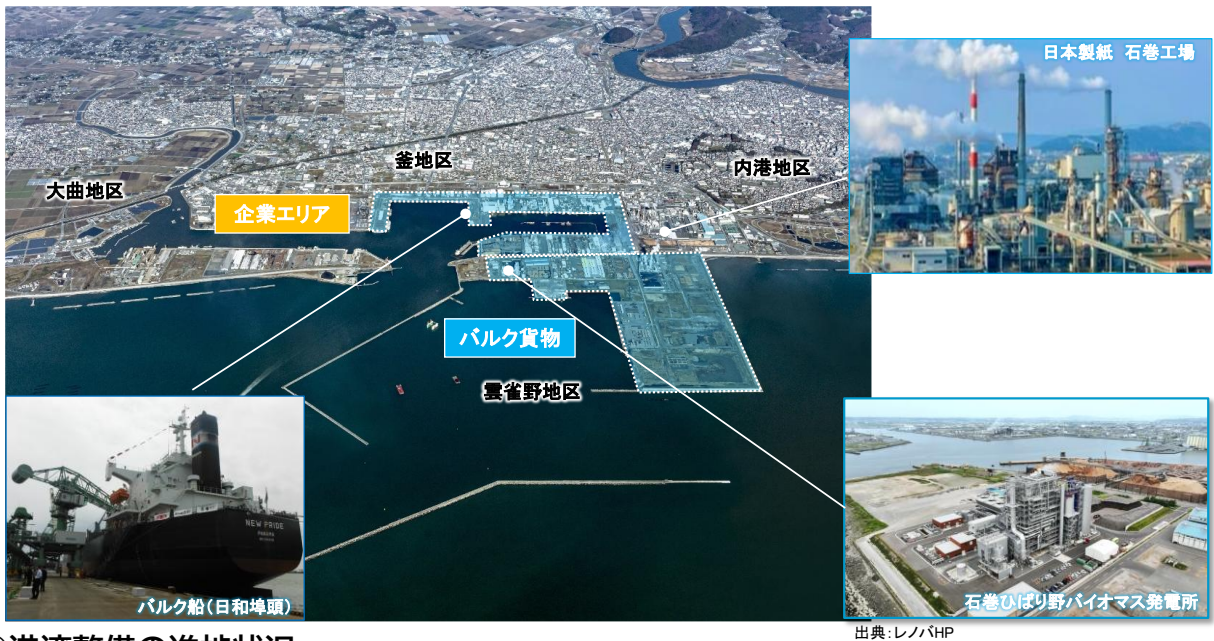 日本製紙 石巻工場
釜地区
内港地区
大曲地区
企業エリア
バルク貨物
雲雀野地区
NEW PRIDE
PANAMA
バルク船(日和埠頭)
石巻ひばり野バイオマス発電所
出典:レノバHP